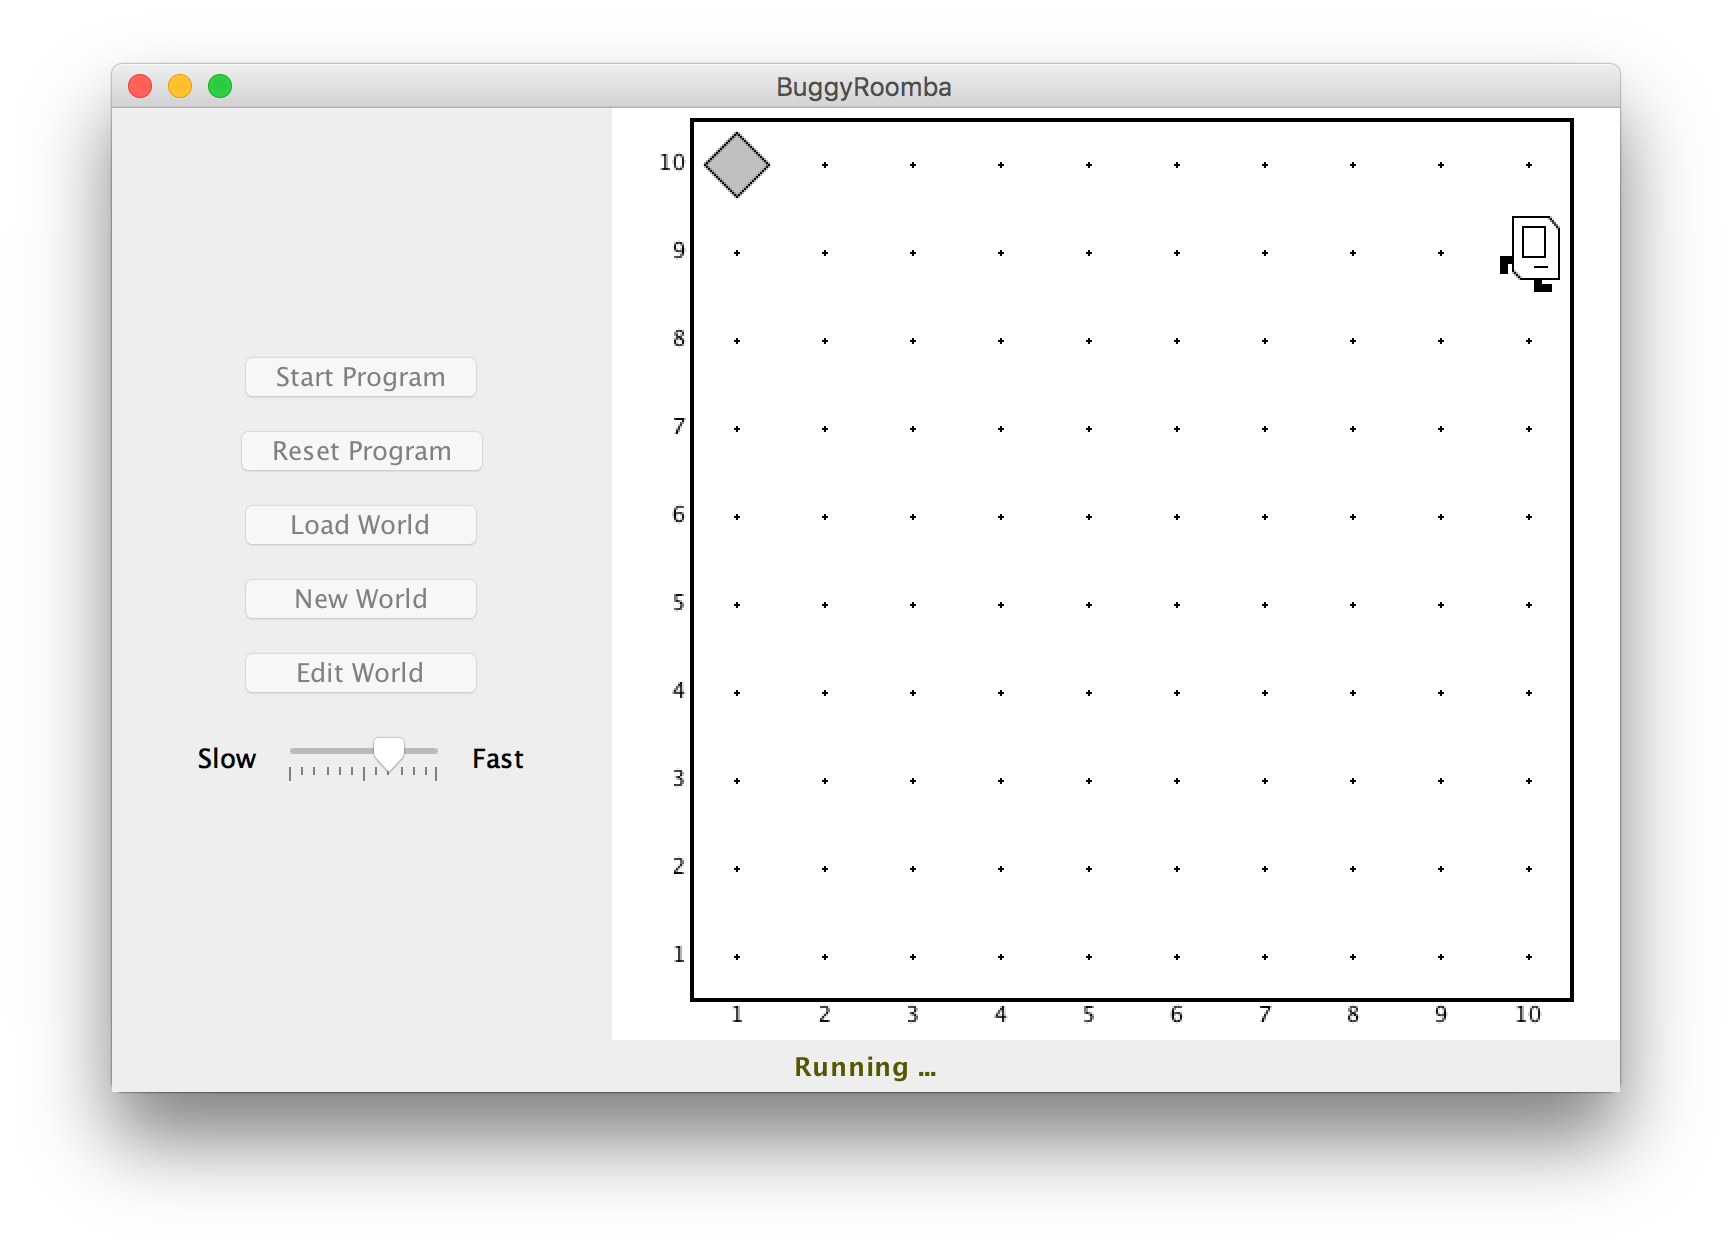 BuggyRoomba
Start Program
Reset Program
Load World
New World
Edit World
Slow Fast
10
9
8
7
6
5
4
3
2
1
1 2 3 4 5 6 7 8 9 10
Running ...